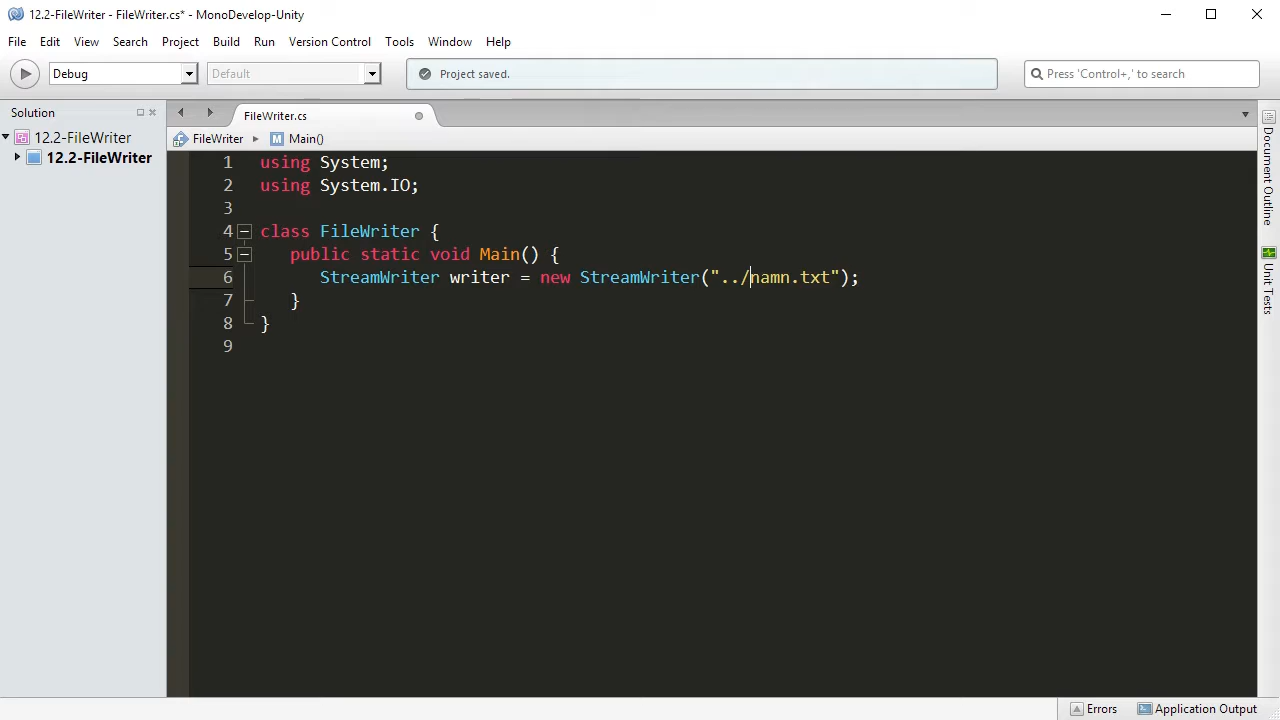 12.2-FileWriter - FileWriter.cs* - MonoDevelop-Unity
File Edit View Search Project Build Run Version Control Tools Window Help
Debug Default Project saved. Press 'Control+,' to search
Solution
12.2-FileWriter
12.2-FileWriter
FileWriter.cs
FileWriter Main()
1 using System;
2 using System.IO;
3
4 class FileWriter {
5 public static void Main() {
6 StreamWriter writer = new StreamWriter("../namn.txt");
7 }
8 }
9
Document Outline
Unit Tests
Errors Application Output